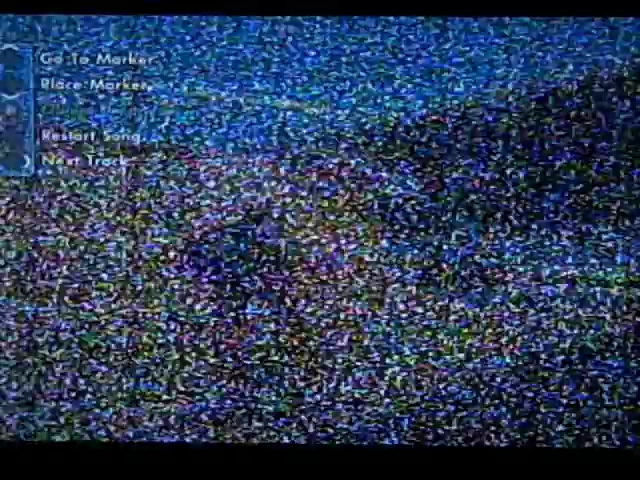 Go To Marker
Place Marker
Restart Song
Next Track